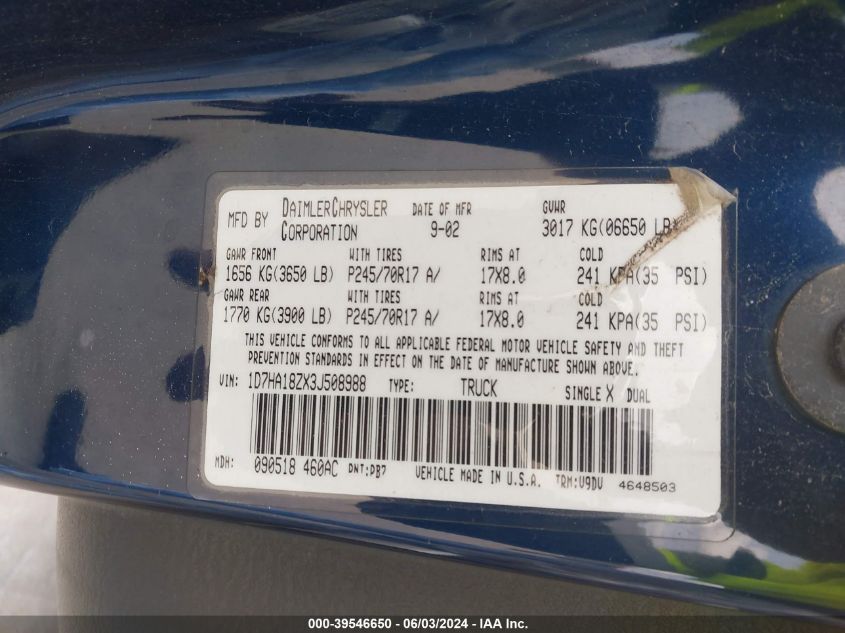 MFD BY DAIMLERCHRYSLER CORPORATION DATE OF MFR 9-02 GVWR 3017 KG(06650 LB)
GAWR FRONT WITH TIRES RIMS AT COLD
1656 KG(3650 LB) P245/70R17 A/ 17X8.0 241 KPA(35 PSI)
GAWR REAR WITH TIRES RIMS AT COLD
1770 KG(3900 LB) P245/70R17 A/ 17X8.0 241 KPA(35 PSI)
THIS VEHICLE CONFORMS TO ALL APPLICABLE FEDERAL MOTOR VEHICLE SAFETY AND THEFT
PREVENTION STANDARDS IN EFFECT ON THE DATE OF MANUFACTURE SHOWN ABOVE.
VIN: 1D7HA18ZX3J508988 TYPE: TRUCK SINGLE X DUAL
MDH: 090518 460AC PNT:PB7 VEHICLE MADE IN U.S.A. TRM:V9DV 4648503
000-39546650 - 06/03/2024 - IAA Inc.